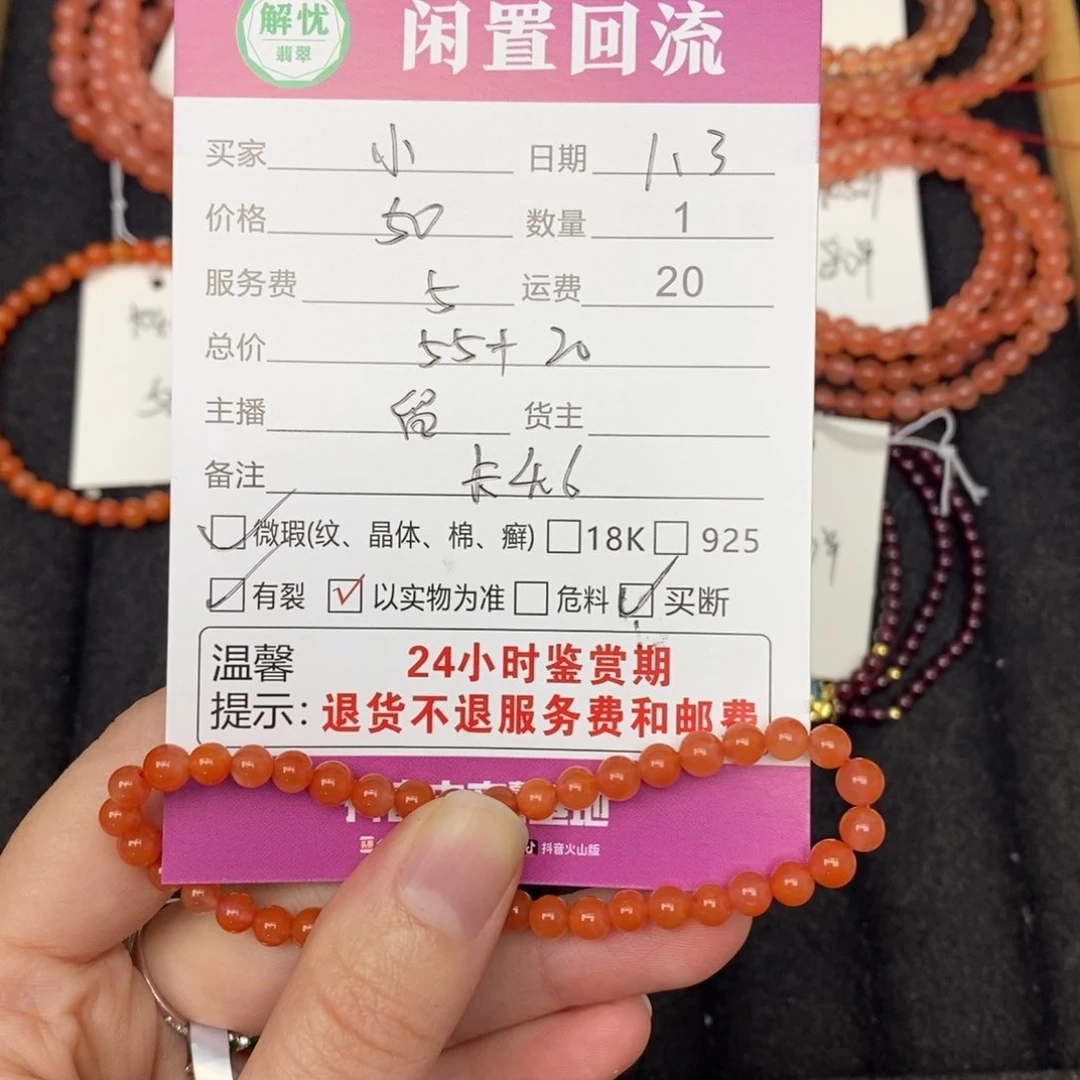 解忧
翡翠
闲置回流
买家 小 日期 1、3
价格 50 数量 1
服务费 5 运费 20
总价 55+20
主播 货主
备注 卡4.6
微瑕(纹、晶体、棉、癣) 18K 925
有裂 以实物为准 危料 买断
温馨 24小时鉴赏期
提示: 退货不退服务费和邮费
抖音火山版